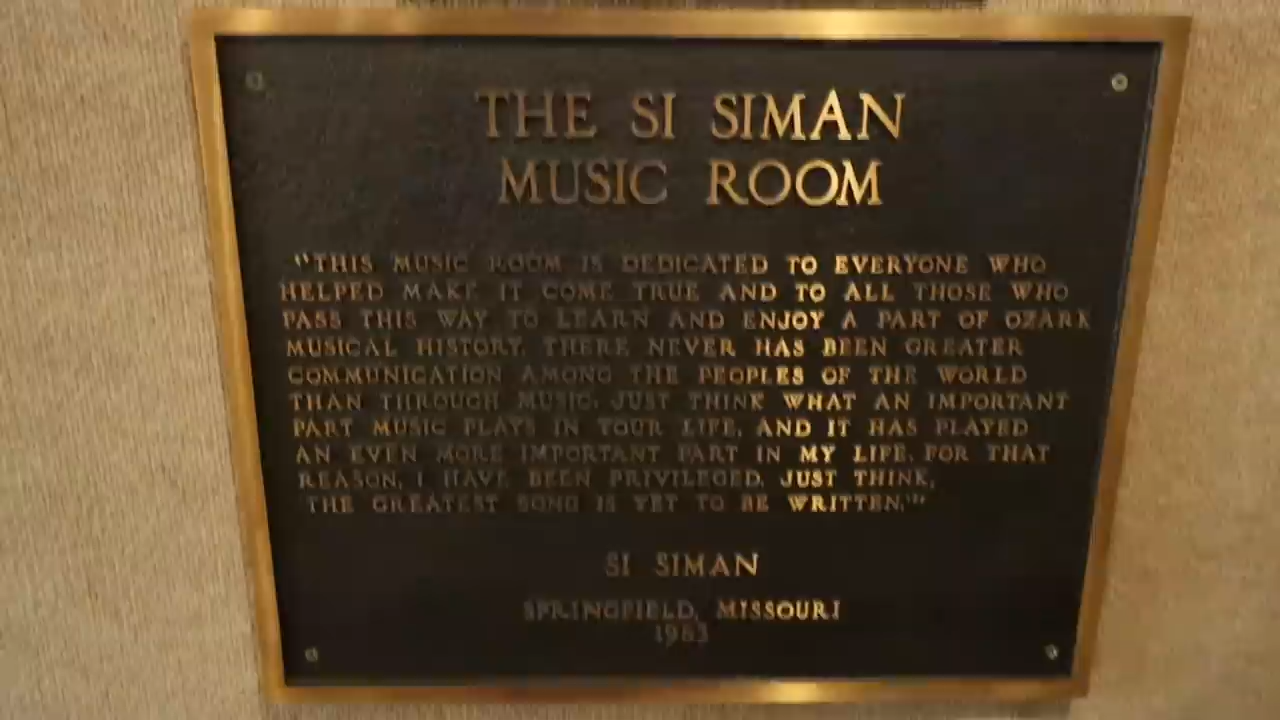 THE SI SIMAN
MUSIC ROOM
"THIS MUSIC ROOM IS DEDICATED TO EVERYONE WHO
HELPED MAKE IT COME TRUE AND TO ALL THOSE WHO
PASS THIS WAY TO LEARN AND ENJOY A PART OF OZARK
MUSICAL HISTORY. THERE NEVER HAS BEEN GREATER
COMMUNICATION AMONG THE PEOPLES OF THE WORLD
THAN THROUGH MUSIC. JUST THINK WHAT AN IMPORTANT
PART MUSIC PLAYS IN YOUR LIFE, AND IT HAS PLAYED
AN EVEN MORE IMPORTANT PART IN MY LIFE. FOR THAT
REASON, I HAVE BEEN PRIVILEGED. JUST THINK,
'THE GREATEST SONG IS YET TO BE WRITTEN.'"
SI SIMAN
SPRINGFIELD, MISSOURI
1983